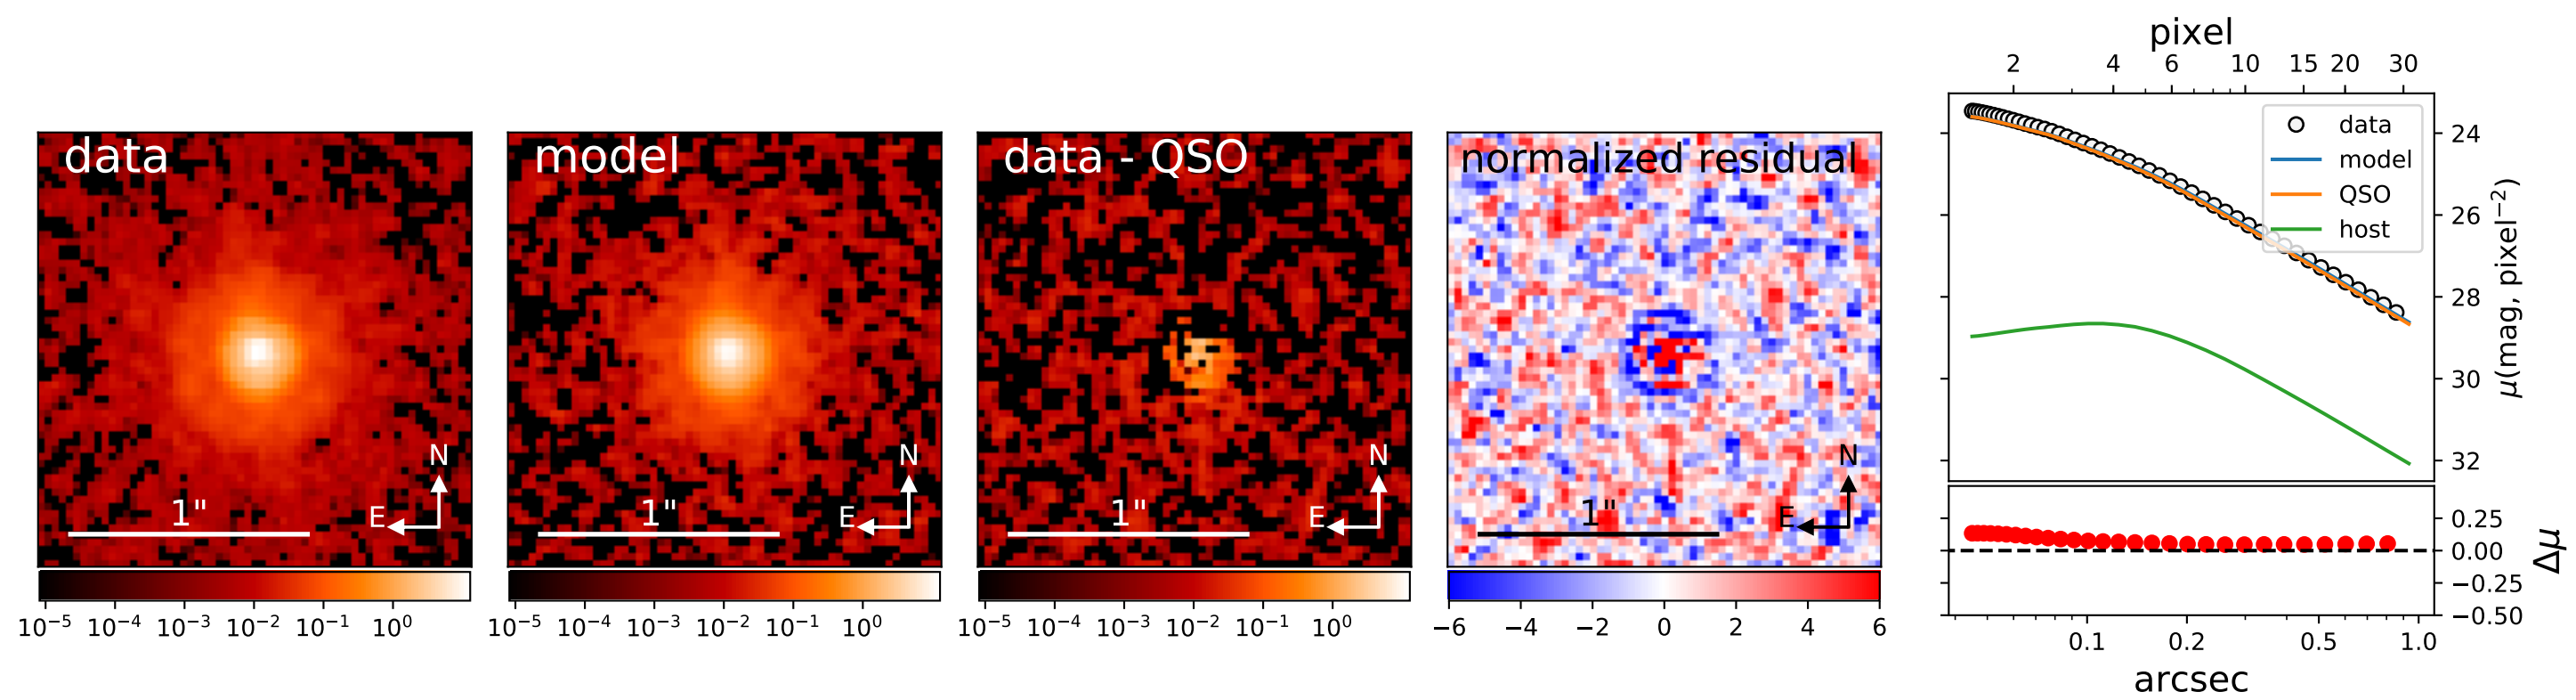 data
N
E
1"
10⁻⁵ 10⁻⁴ 10⁻³ 10⁻² 10⁻¹ 10⁰
model
N
E
1"
10⁻⁵ 10⁻⁴ 10⁻³ 10⁻² 10⁻¹ 10⁰
data - QSO
N
E
1"
10⁻⁵ 10⁻⁴ 10⁻³ 10⁻² 10⁻¹ 10⁰
normalized residual
N
E
1"
−6 −4 −2 0 2 4 6
pixel
2 4 6 10 15 20 30
data
model
QSO
host
24
26
28
30
32
μ(mag, pixel⁻²)
0.25
0.00
−0.25
−0.50
Δμ
0.1 0.2 0.5 1.0
arcsec